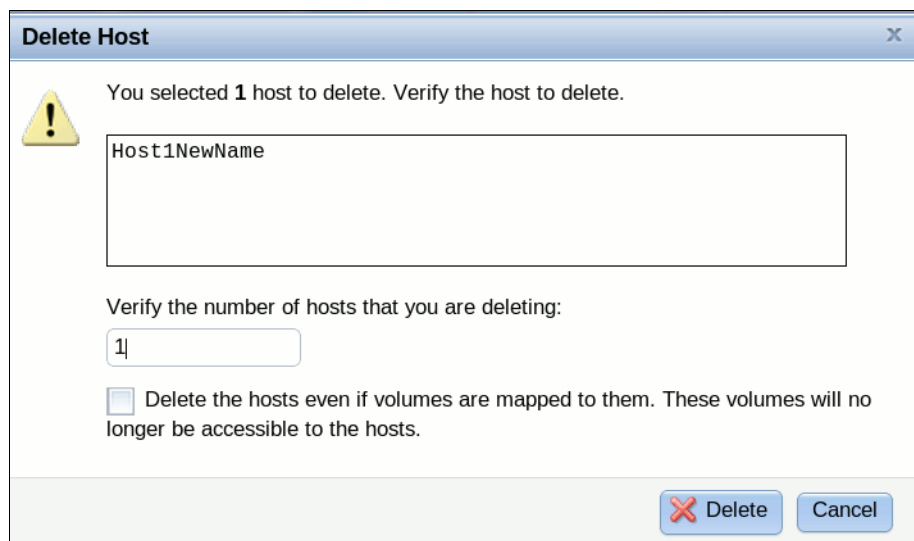 Delete Host
x
You selected 1 host to delete. Verify the host to delete.
!
Host1NewName
Verify the number of hosts that you are deleting:
1
Delete the hosts even if volumes are mapped to them. These volumes will no
longer be accessible to the hosts.
Delete
Cancel